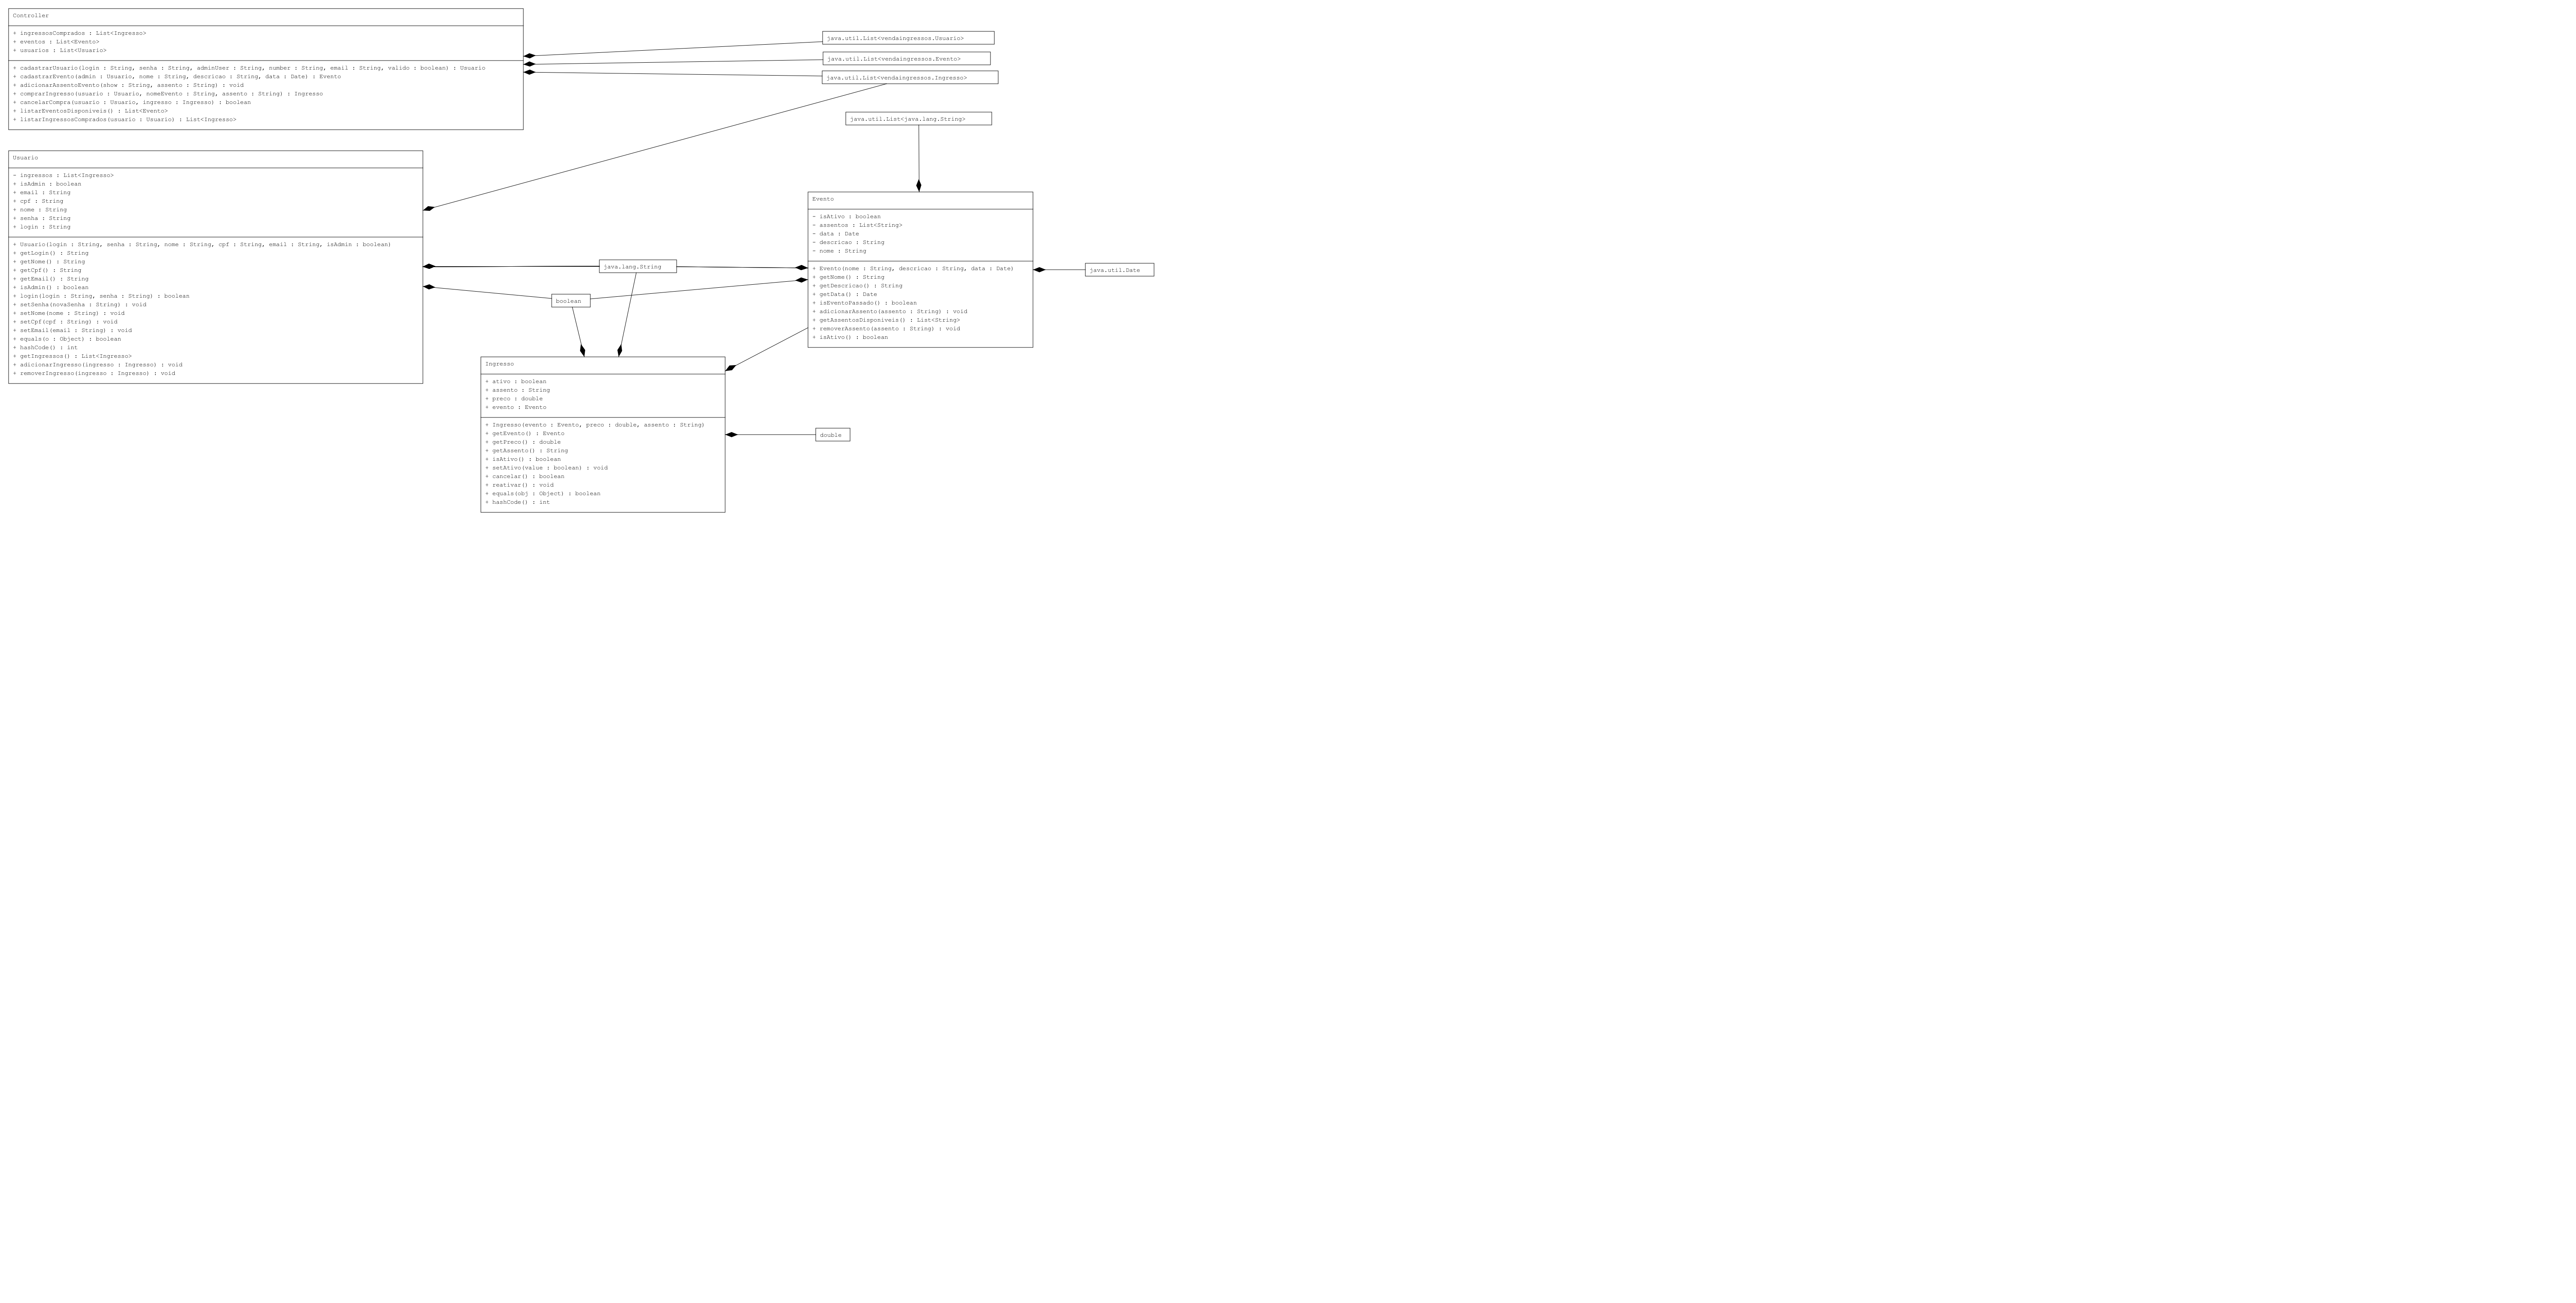 Controller
+ ingressosComprados : List<Ingresso>
+ eventos : List<Evento>
+ usuarios : List<Usuario>
+ cadastrarUsuario(login : String, senha : String, adminUser : String, number : String, email : String, valido : boolean) : Usuario
+ cadastrarEvento(admin : Usuario, nome : String, descricao : String, data : Date) : Evento
+ adicionarAssentoEvento(show : String, assento : String) : void
+ comprarIngresso(usuario : Usuario, nomeEvento : String, assento : String) : Ingresso
+ cancelarCompra(usuario : Usuario, ingresso : Ingresso) : boolean
+ listarEventosDisponiveis() : List<Evento>
+ listarIngressosComprados(usuario : Usuario) : List<Ingresso>
java.util.List<vendaingressos.Usuario>
java.util.List<vendaingressos.Evento>
java.util.List<vendaingressos.Ingresso>
java.util.List<java.lang.String>
Usuario
- ingressos : List<Ingresso>
+ isAdmin : boolean
+ email : String
+ cpf : String
+ nome : String
+ senha : String
+ login : String
+ Usuario(login : String, senha : String, nome : String, cpf : String, email : String, isAdmin : boolean)
+ getLogin() : String
+ getNome() : String
+ getCpf() : String
+ getEmail() : String
+ isAdmin() : boolean
+ login(login : String, senha : String) : boolean
+ setSenha(novaSenha : String) : void
+ setNome(nome : String) : void
+ setCpf(cpf : String) : void
+ setEmail(email : String) : void
+ equals(o : Object) : boolean
+ hashCode() : int
+ getIngressos() : List<Ingresso>
+ adicionarIngresso(ingresso : Ingresso) : void
+ removerIngresso(ingresso : Ingresso) : void
java.lang.String
boolean
Evento
- isAtivo : boolean
- assentos : List<String>
- data : Date
- descricao : String
- nome : String
+ Evento(nome : String, descricao : String, data : Date)
+ getNome() : String
+ getDescricao() : String
+ getData() : Date
+ isEventoPassado() : boolean
+ adicionarAssento(assento : String) : void
+ getAssentosDisponiveis() : List<String>
+ removerAssento(assento : String) : void
+ isAtivo() : boolean
java.util.Date
Ingresso
+ ativo : boolean
+ assento : String
+ preco : double
+ evento : Evento
+ Ingresso(evento : Evento, preco : double, assento : String)
+ getEvento() : Evento
+ getPreco() : double
+ getAssento() : String
+ isAtivo() : boolean
+ setAtivo(value : boolean) : void
+ cancelar() : boolean
+ reativar() : void
+ equals(obj : Object) : boolean
+ hashCode() : int
double